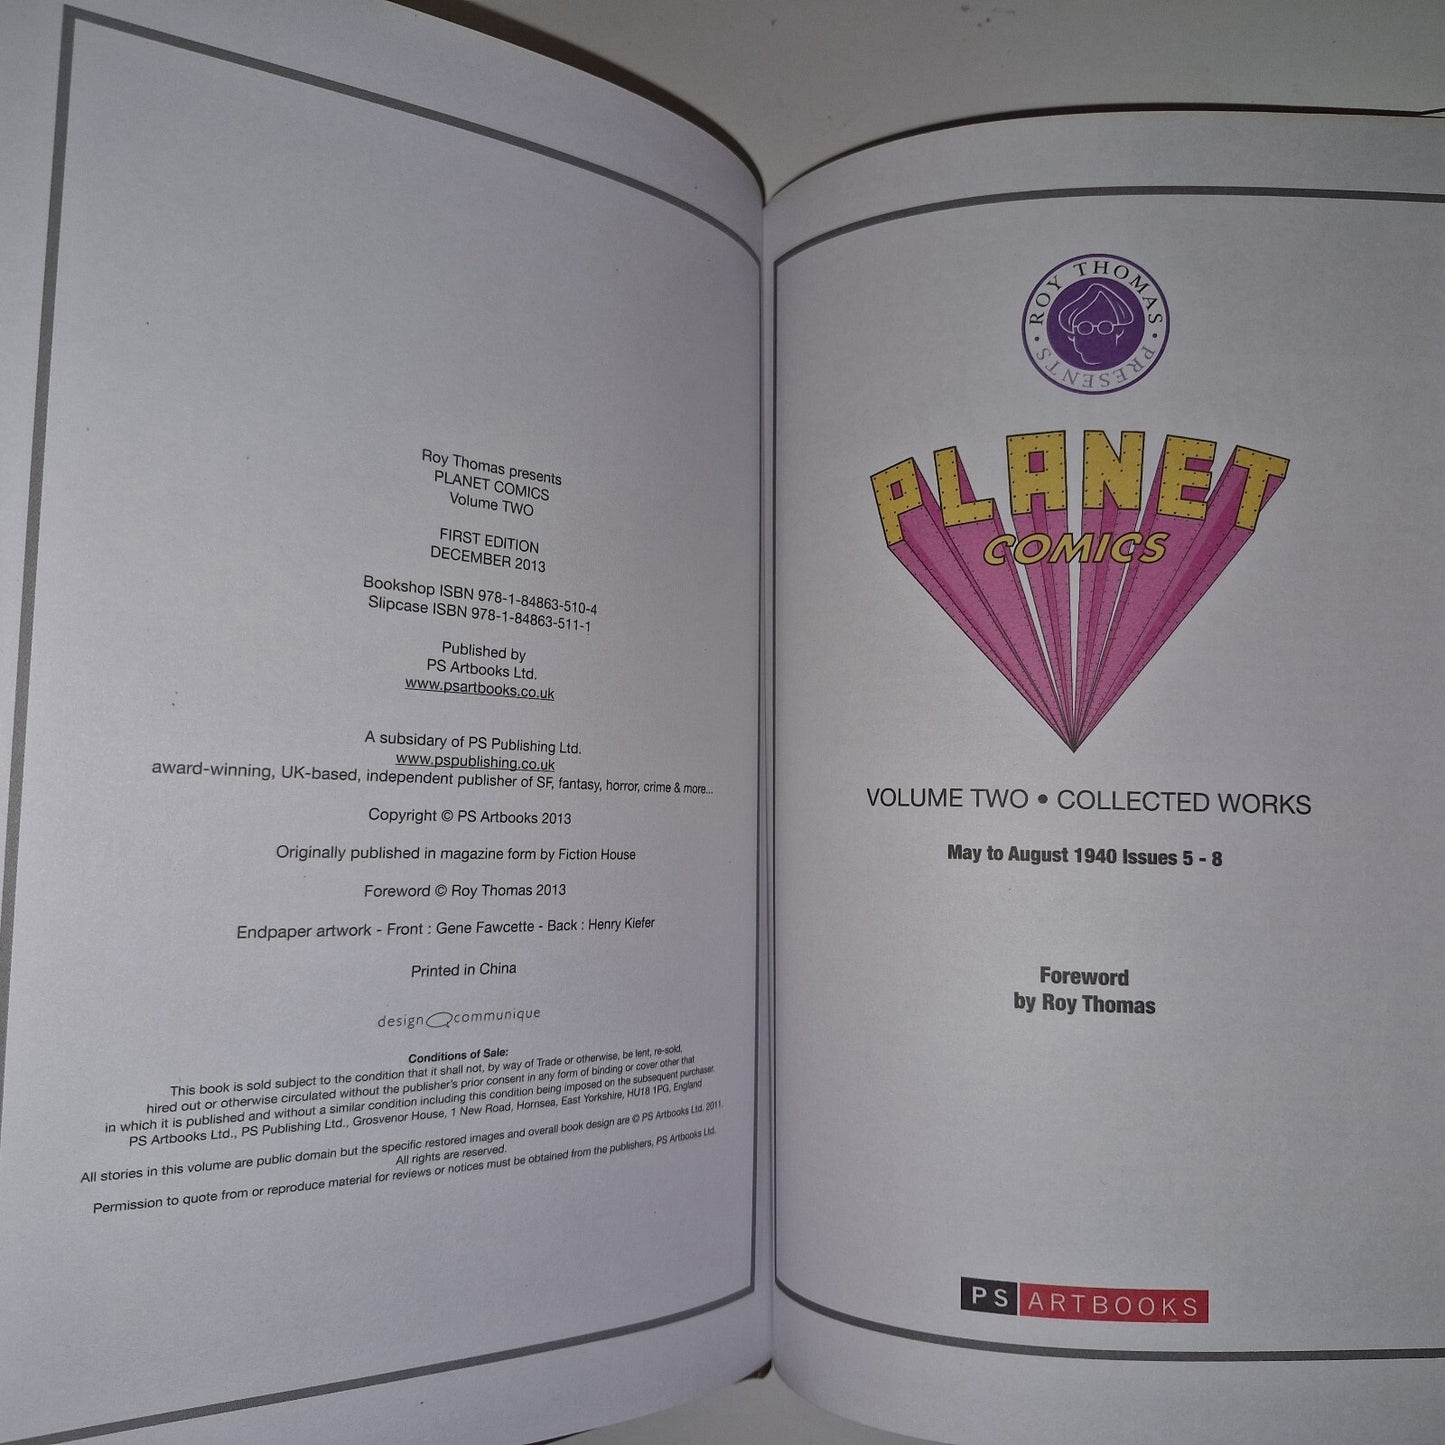 Roy Thomas presents
PLANET COMICS
Volume TWO
FIRST EDITION
DECEMBER 2013
Bookshop ISBN 978-1-84863-510-4
Slipcase ISBN 978-1-84863-511-1
Published by
PS Artbooks Ltd.
www.psartbooks.co.uk
A subsidary of PS Publishing Ltd.
www.pspublishing.co.uk
award-winning, UK-based, independent publisher of SF, fantasy, horror, crime & more...
Copyright © PS Artbooks 2013
Originally published in magazine form by Fiction House
Foreword © Roy Thomas 2013
Endpaper artwork - Front : Gene Fawcette - Back : Henry Kiefer
Printed in China
design communique
Conditions of Sale:
This book is sold subject to the condition that it shall not, by way of Trade or otherwise, be lent, re-sold,
hired out or otherwise circulated without the publisher's prior consent in any form of binding or cover other that
in which it is published and without a similar condition including this condition being imposed on the subsequent purchaser.
PS Artbooks Ltd., PS Publishing Ltd., Grosvenor House, 1 New Road, Hornsea, East Yorkshire, HU18 1PG, England
All stories in this volume are public domain but the specific restored images and overall book design are © PS Artbooks Ltd. 2011.
All rights are reserved.
Permission to quote from or reproduce material for reviews or notices must be obtained from the publishers, PS Artbooks Ltd.
ROY THOMAS • PRESENTS •
PLANET
COMICS
VOLUME TWO • COLLECTED WORKS
May to August 1940 Issues 5 - 8
Foreword
by Roy Thomas
PS ARTBOOKS